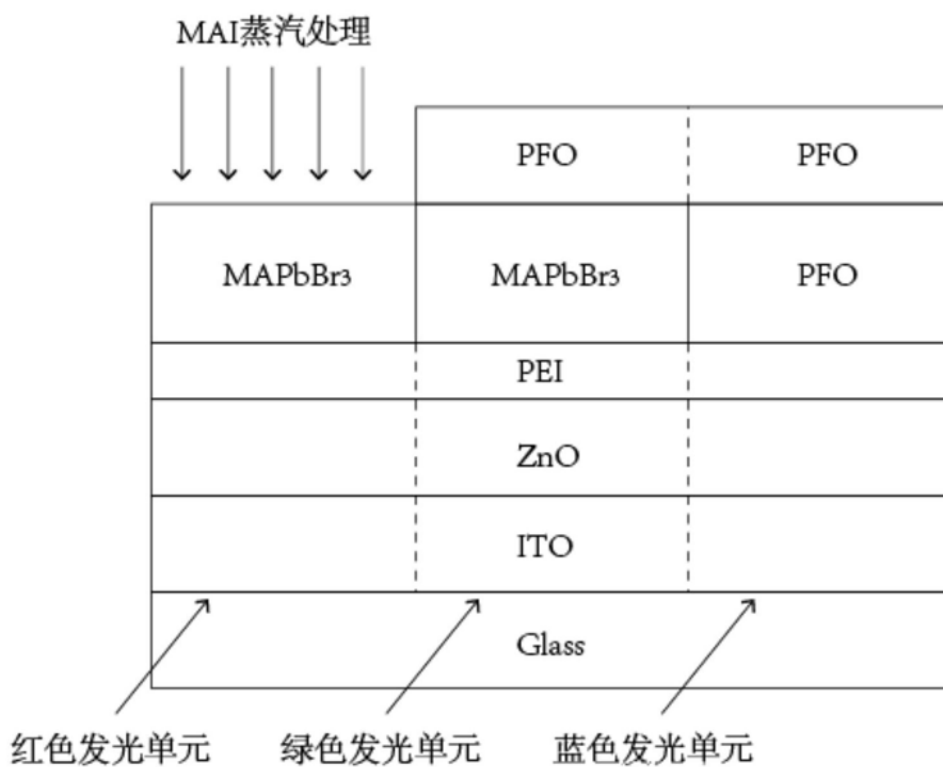 MAI蒸汽处理
PFO PFO
MAPbBr3 MAPbBr3 PFO
PEI
ZnO
ITO
Glass
红色发光单元 绿色发光单元 蓝色发光单元